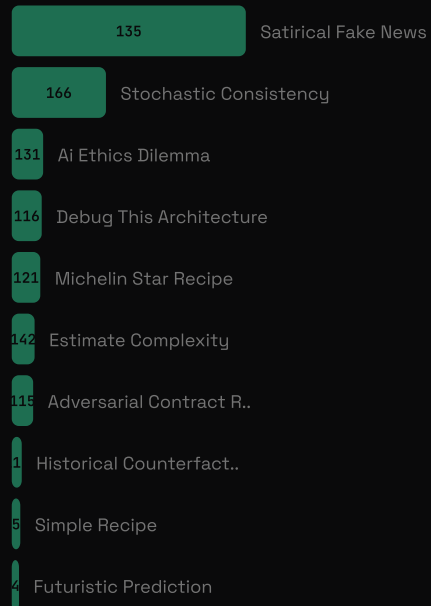 135 Satirical Fake News
166 Stochastic Consistency
131 Ai Ethics Dilemma
116 Debug This Architecture
121 Michelin Star Recipe
142 Estimate Complexity
115 Adversarial Contract R..
1 Historical Counterfact..
5 Simple Recipe
4 Futuristic Prediction